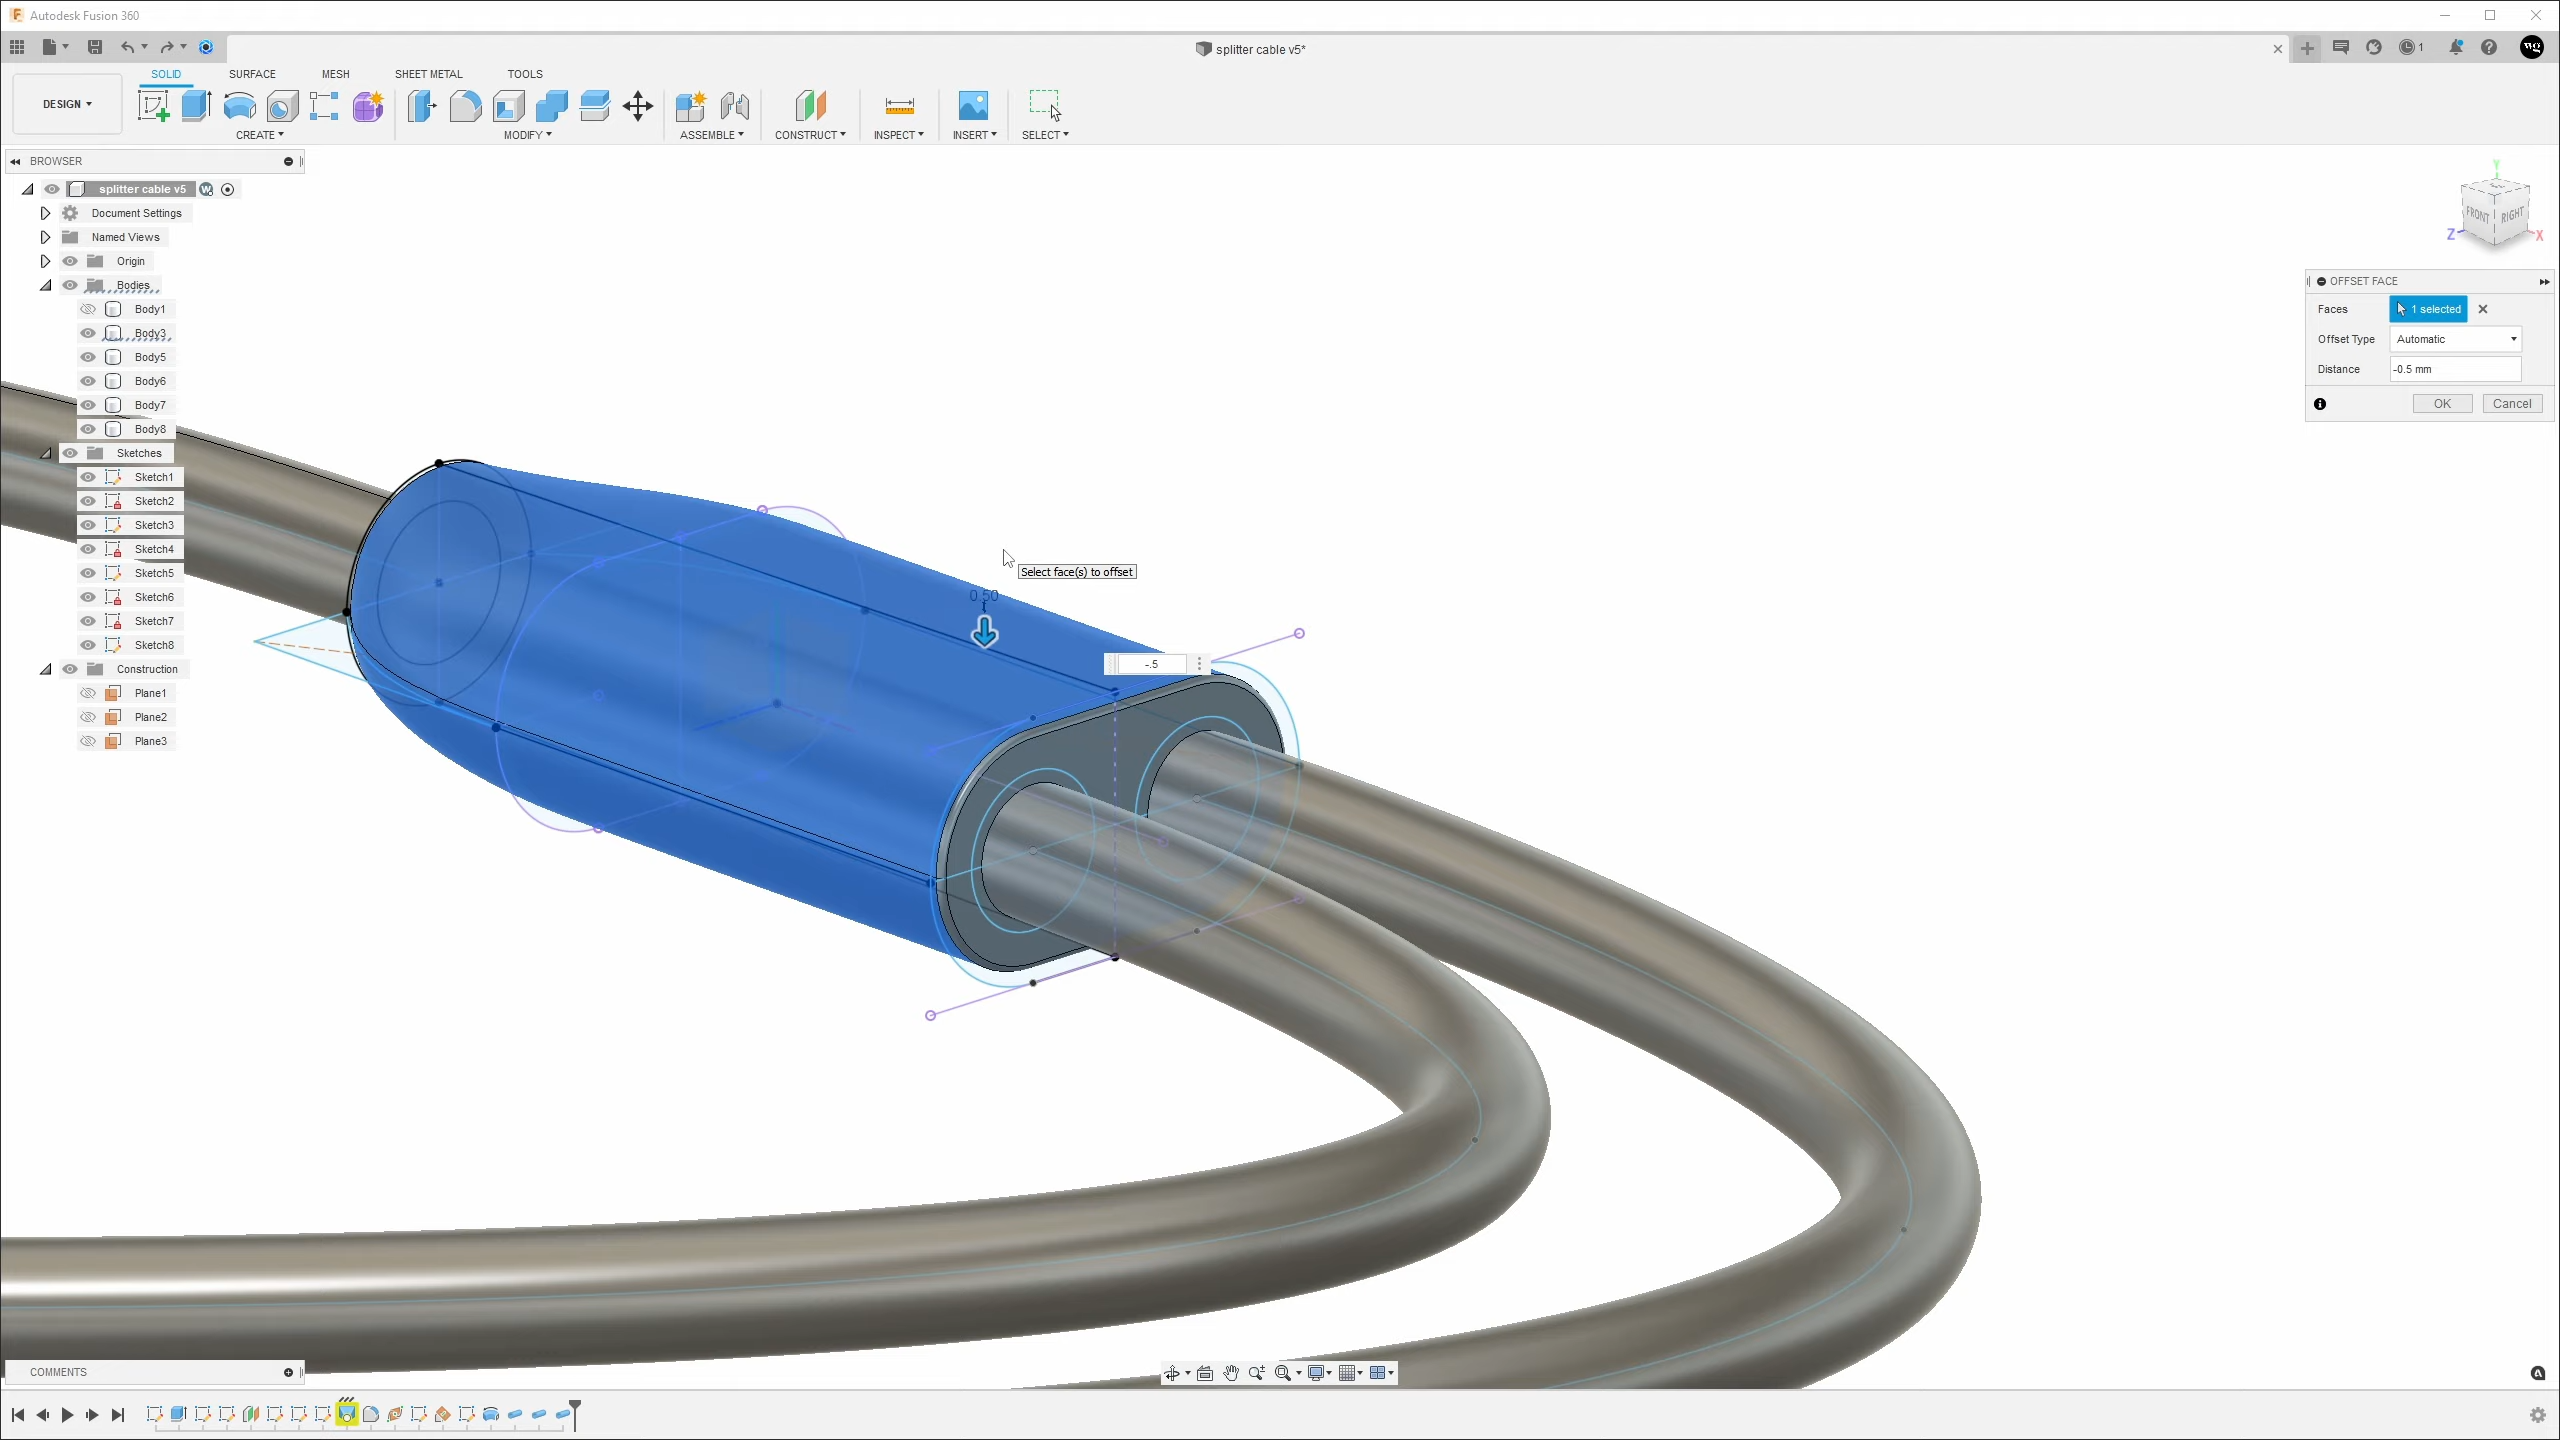 Autodesk Fusion 360
splitter cable v5*
1
wg
DESIGN
SOLID
SURFACE
MESH
SHEET METAL
TOOLS
CREATE
MODIFY
ASSEMBLE
CONSTRUCT
INSPECT
INSERT
SELECT
BROWSER
splitter cable v5
Document Settings
Named Views
Origin
Bodies
Body1
Body3
Body5
Body6
Body7
Body8
Sketches
Sketch1
Sketch2
Sketch3
Sketch4
Sketch5
Sketch6
Sketch7
Sketch8
Construction
Plane1
Plane2
Plane3
Select face(s) to offset
0.50
-.5
Y
FRONT
RIGHT
Z
X
OFFSET FACE
Faces
1 selected
Offset Type
Automatic
Distance
-0.5 mm
OK
Cancel
COMMENTS